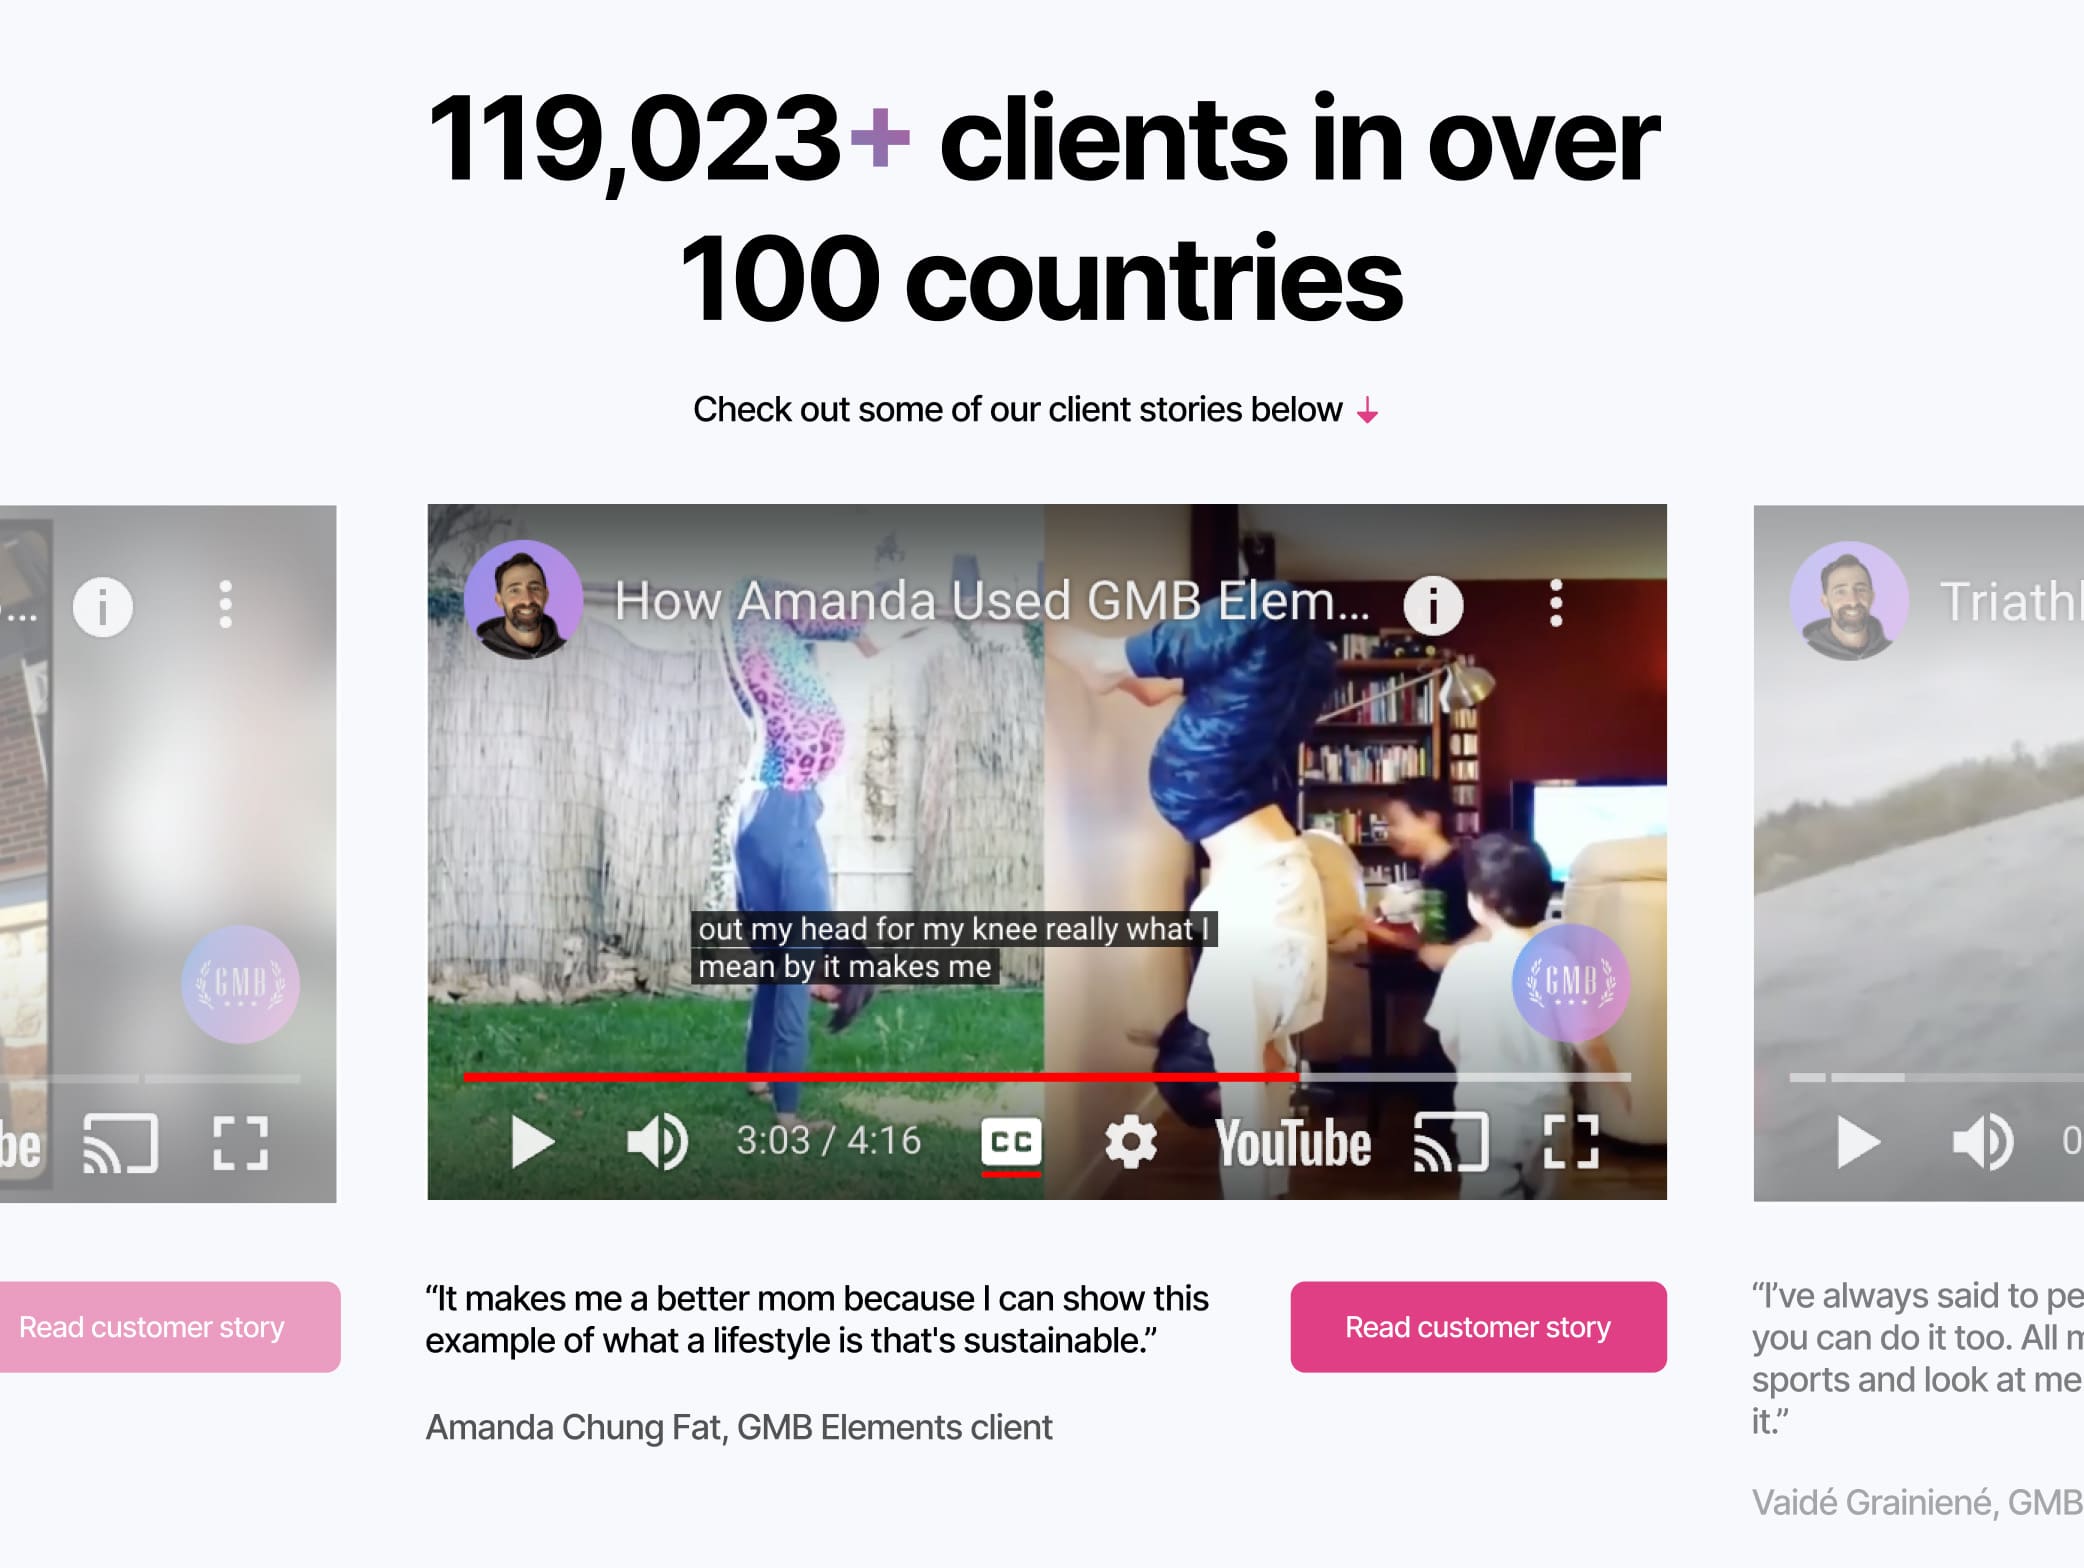 119,023+ clients in over
100 countries
Check out some of our client stories below
...
How Amanda Used GMB Elem...
out my head for my knee really what I
mean by it makes me
GMB
GMB
3:03 / 4:16
CC
YouTube
be
Triathl
0
Read customer story
“It makes me a better mom because I can show this
example of what a lifestyle is that's sustainable.”
Amanda Chung Fat, GMB Elements client
Read customer story
“I’ve always said to pe
you can do it too. All m
sports and look at me
it.”
Vaidé Grainiené, GMB